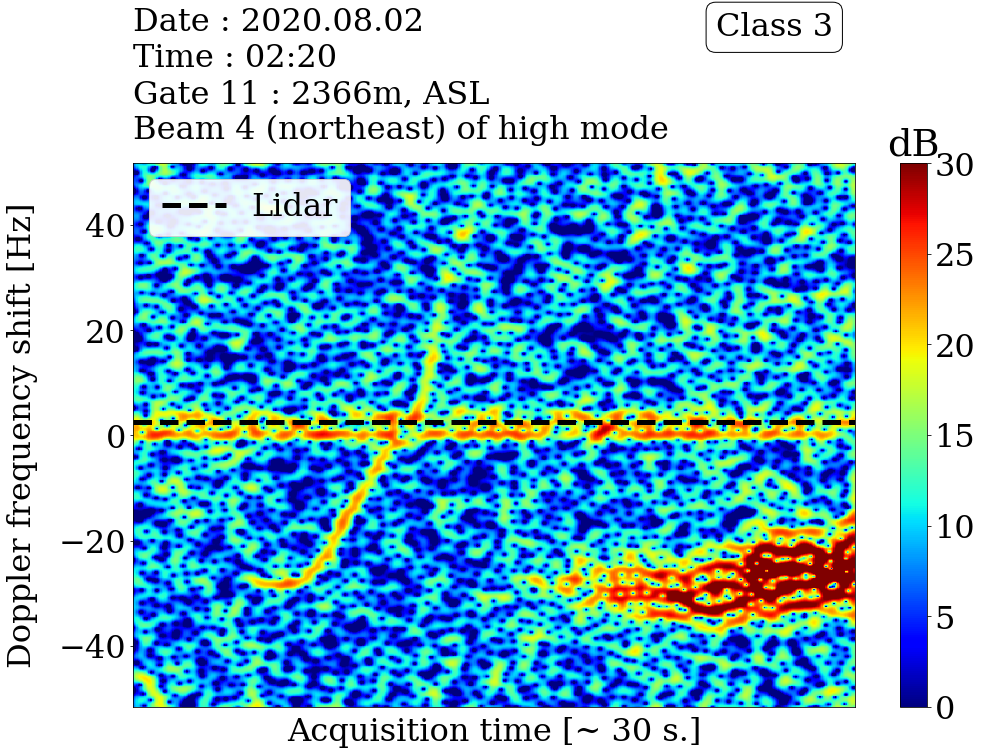 Date : 2020.08.02
Time : 02:20
Gate 11 : 2366m, ASL
Beam 4 (northeast) of high mode
Class 3
dB
Lidar
Doppler frequency shift [Hz]
40
20
0
−20
−40
30
25
20
15
10
5
0
Acquisition time [~ 30 s.]